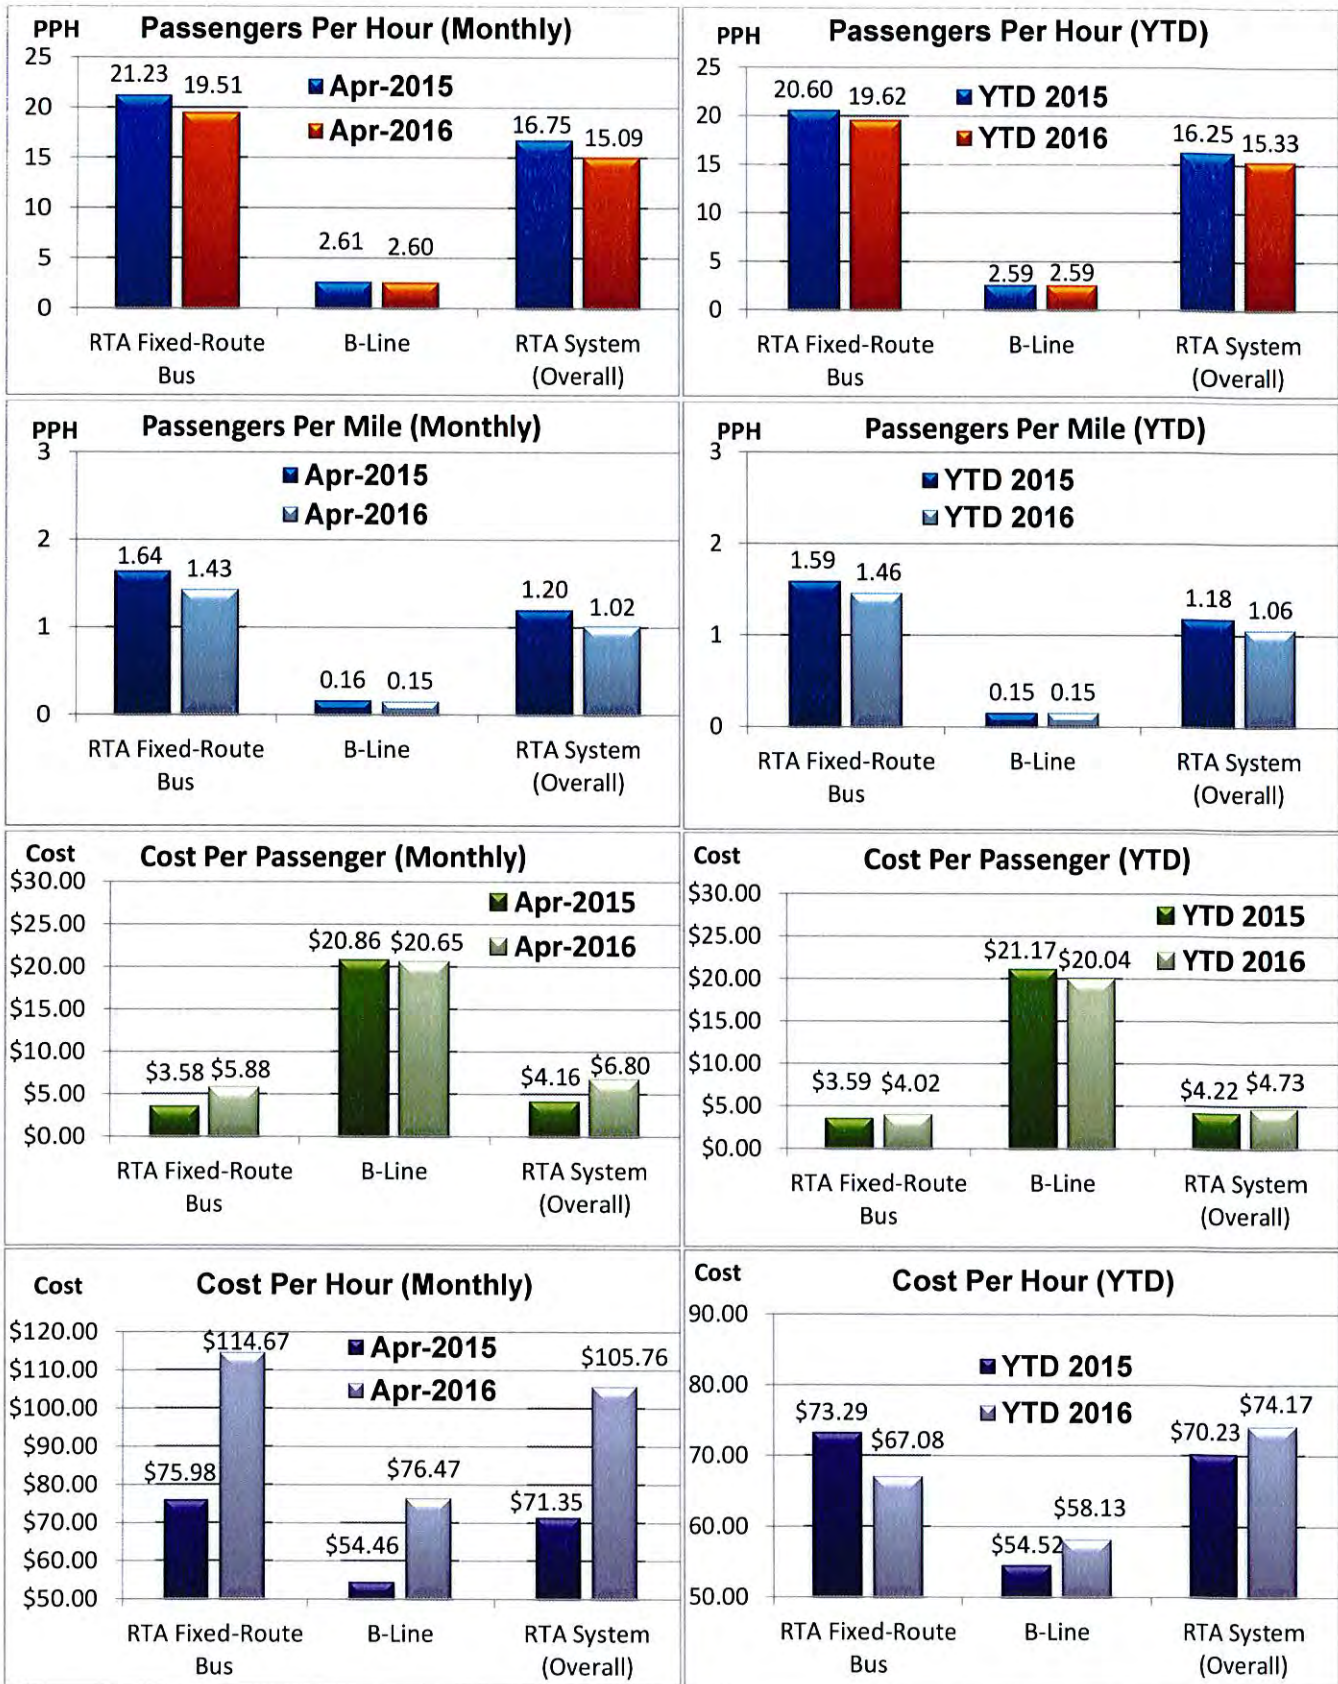 PPH Passengers Per Hour (Monthly)
25
20
15
10
5
0
21.23 19.51
2.61 2.60
16.75 15.09
Apr-2015
Apr-2016
RTA Fixed-Route Bus
B-Line
RTA System (Overall)
PPH Passengers Per Hour (YTD)
25
20
15
10
5
0
20.60 19.62
2.59 2.59
16.25 15.33
YTD 2015
YTD 2016
RTA Fixed-Route Bus
B-Line
RTA System (Overall)
PPH Passengers Per Mile (Monthly)
3
2
1
0
Apr-2015
Apr-2016
1.64 1.43
0.16 0.15
1.20 1.02
RTA Fixed-Route Bus
B-Line
RTA System (Overall)
PPH Passengers Per Mile (YTD)
3
2
1
0
YTD 2015
YTD 2016
1.59 1.46
0.15 0.15
1.18 1.06
RTA Fixed-Route Bus
B-Line
RTA System (Overall)
Cost Cost Per Passenger (Monthly)
$30.00
$25.00
$20.00
$15.00
$10.00
$5.00
$0.00
Apr-2015
Apr-2016
$3.58 $5.88
$20.86 $20.65
$4.16 $6.80
RTA Fixed-Route Bus
B-Line
RTA System (Overall)
Cost Cost Per Passenger (YTD)
$30.00
$25.00
$20.00
$15.00
$10.00
$5.00
$0.00
YTD 2015
YTD 2016
$3.59 $4.02
$21.17 $20.04
$4.22 $4.73
RTA Fixed-Route Bus
B-Line
RTA System (Overall)
Cost Cost Per Hour (Monthly)
$120.00
$110.00
$100.00
$90.00
$80.00
$70.00
$60.00
$50.00
Apr-2015
Apr-2016
$75.98 $114.67
$54.46 $76.47
$71.35 $105.76
RTA Fixed-Route Bus
B-Line
RTA System (Overall)
Cost Cost Per Hour (YTD)
90.00
80.00
70.00
60.00
50.00
YTD 2015
YTD 2016
$73.29 $67.08
$54.52 $58.13
$70.23 $74.17
RTA Fixed-Route Bus
B-Line
RTA System (Overall)